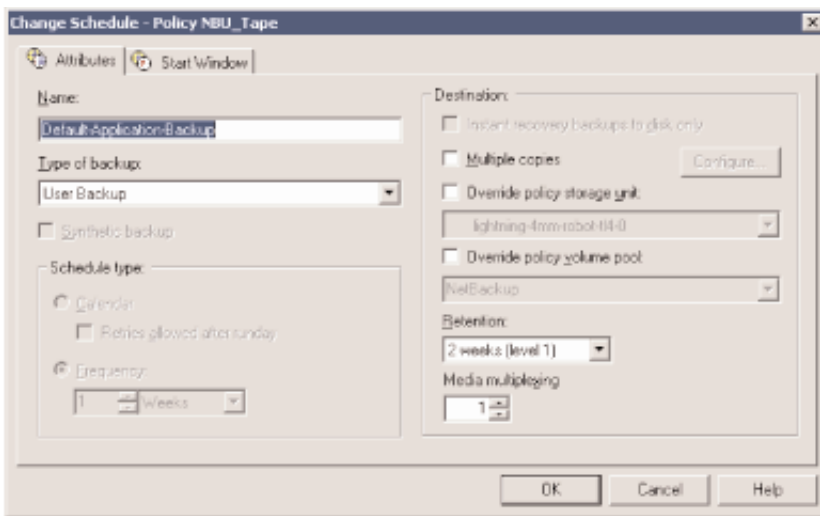 Change Schedule - Policy NBU_Tape
Attributes
Start Window
Name:
Default-Application-Backup
Type of backup:
User Backup
Synthetic backup
Schedule type:
Calendar
Retries allowed after runday
Frequency:
1
Weeks
Destination:
Instant recovery backups to disk only
Multiple copies
Configure...
Override policy storage unit:
lightning-4mm-robot-tl4-0
Override policy volume pool:
NetBackup
Retention:
2 weeks (level 1)
Media multiplexing
1
OK
Cancel
Help